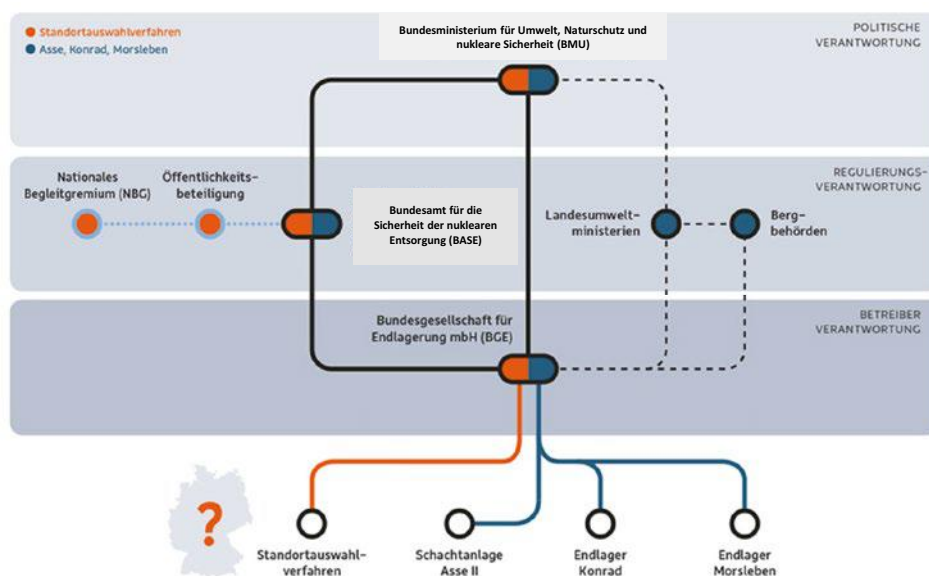 Standortauswahlverfahren
Asse, Konrad, Morsleben
Bundesministerium für Umwelt, Naturschutz und
nukleare Sicherheit (BMU)
POLITISCHE
VERANTWORTUNG
Nationales
Begleitgremium (NBG)
Öffentlichkeits-
beteiligung
Bundesamt für die
Sicherheit der nuklearen
Entsorgung (BASE)
Landesumwelt-
ministerien
Berg-
behörden
REGULIERUNGS-
VERANTWORTUNG
Bundesgesellschaft für
Endlagerung mbH (BGE)
BETREIBER
VERANTWORTUNG
?
Standortauswahl-
verfahren
Schachtanlage
Asse II
Endlager
Konrad
Endlager
Morsleben